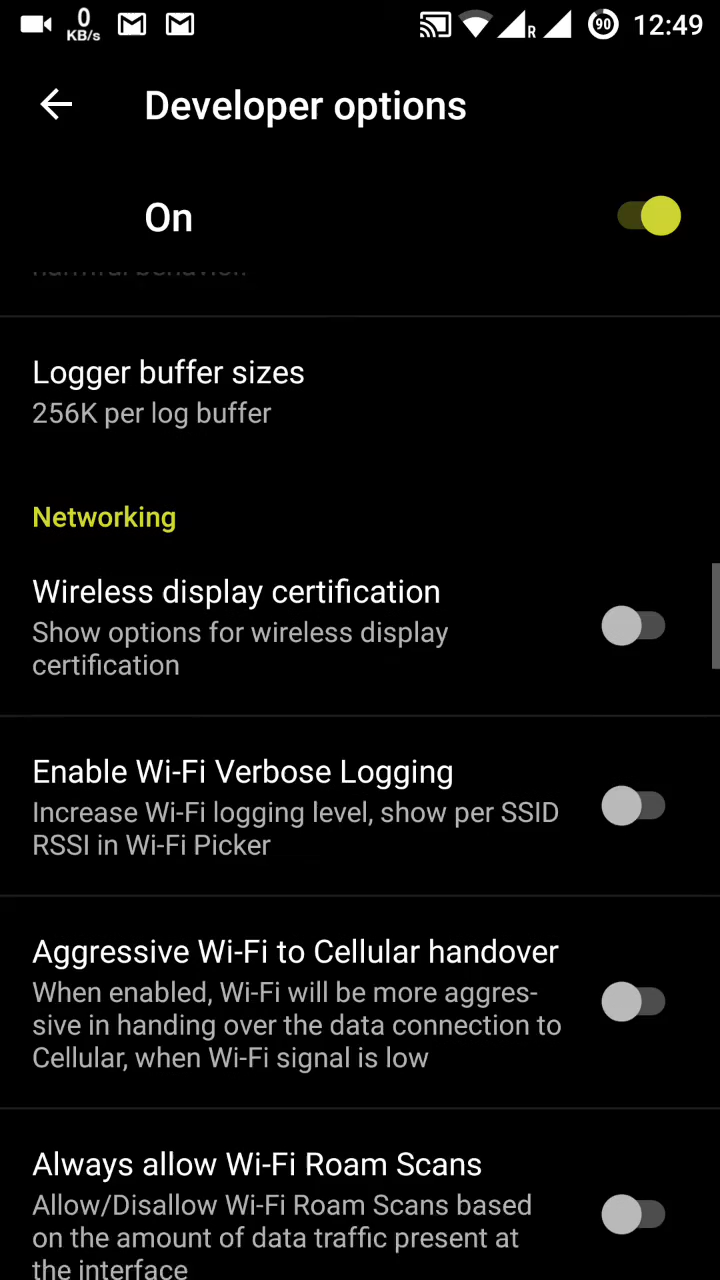 0
KB/s
R
90
12:49
Developer options
On
harmful behavior.
Logger buffer sizes
256K per log buffer
Networking
Wireless display certification
Show options for wireless display
certification
Enable Wi-Fi Verbose Logging
Increase Wi-Fi logging level, show per SSID
RSSI in Wi-Fi Picker
Aggressive Wi-Fi to Cellular handover
When enabled, Wi-Fi will be more aggres-
sive in handing over the data connection to
Cellular, when Wi-Fi signal is low
Always allow Wi-Fi Roam Scans
Allow/Disallow Wi-Fi Roam Scans based
on the amount of data traffic present at
the interface